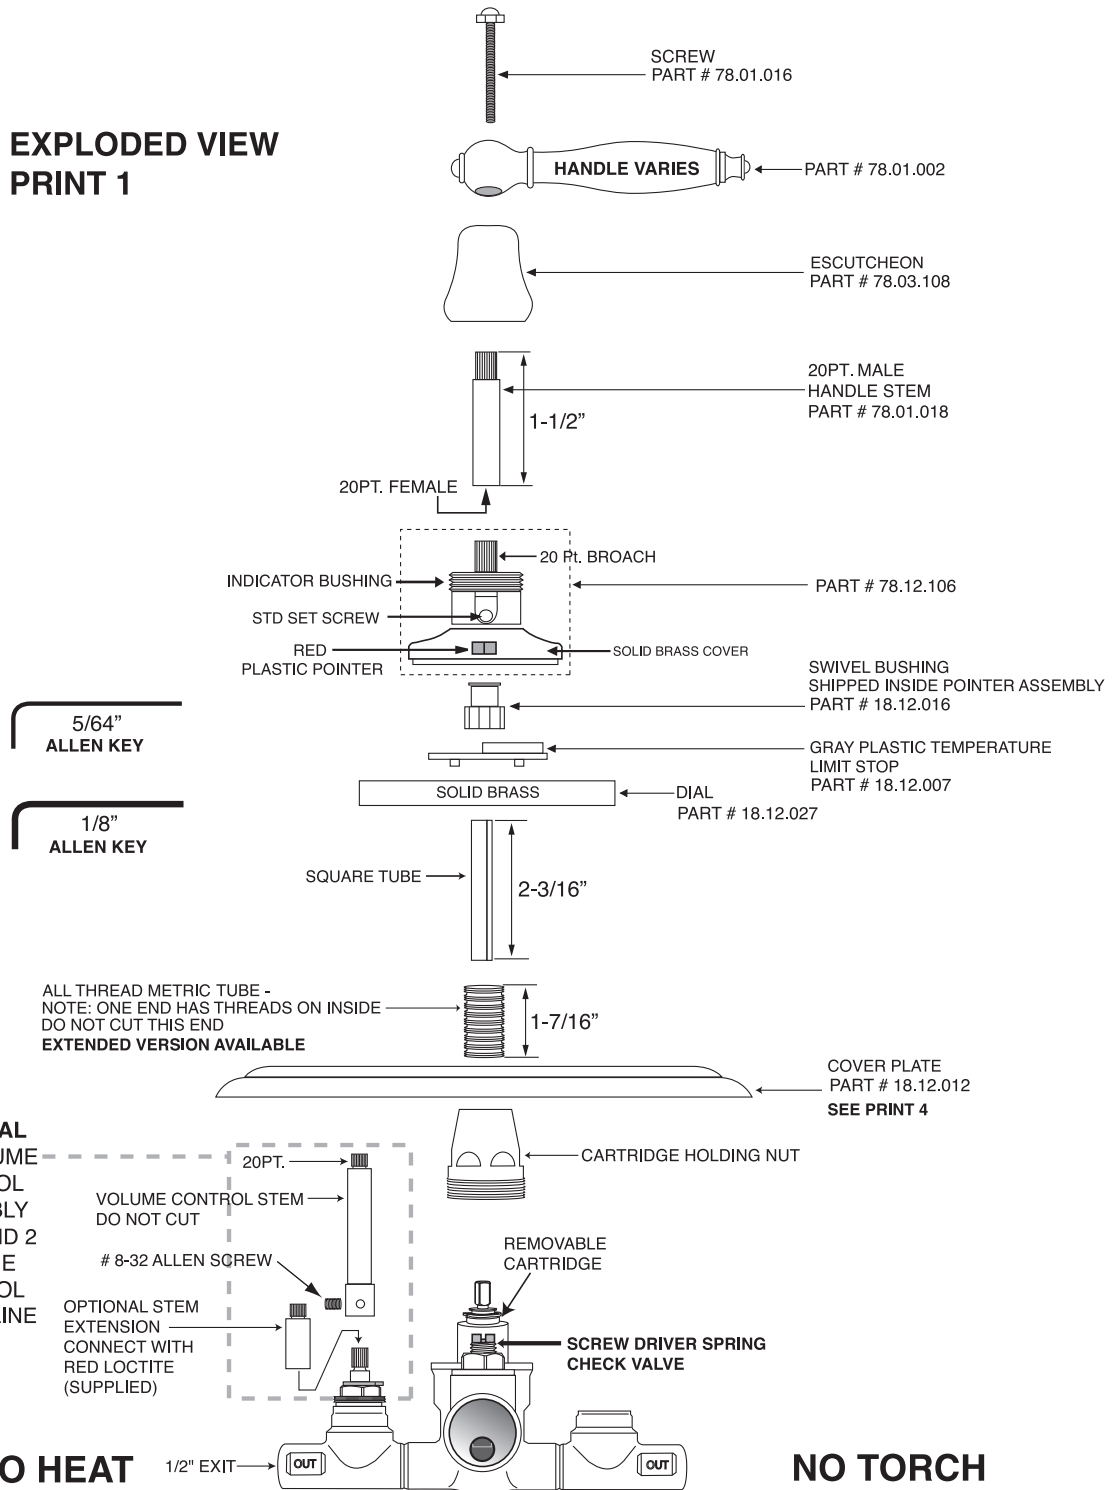 SCREW
PART # 78.01.016
EXPLODED VIEW
PRINT 1
HANDLE VARIES
PART # 78.01.002
ESCUTCHEON
PART # 78.03.108
20PT. MALE
HANDLE STEM
PART # 78.01.018
1-1/2”
20PT. FEMALE
20 Pt. BROACH
INDICATOR BUSHING
PART # 78.12.106
STD SET SCREW
RED
PLASTIC POINTER
SOLID BRASS COVER
SWIVEL BUSHING
SHIPPED INSIDE POINTER ASSEMBLY
PART # 18.12.016
5/64”
ALLEN KEY
GRAY PLASTIC TEMPERATURE
LIMIT STOP
PART # 18.12.007
SOLID BRASS
DIAL
PART # 18.12.027
1/8”
ALLEN KEY
SQUARE TUBE
2-3/16”
ALL THREAD METRIC TUBE -
NOTE: ONE END HAS THREADS ON INSIDE
DO NOT CUT THIS END
EXTENDED VERSION AVAILABLE
1-7/16”
COVER PLATE
PART # 18.12.012
SEE PRINT 4
AL
UME
OL
BLY
ND 2
E
OL
INE
20PT.
VOLUME CONTROL STEM
DO NOT CUT
# 8-32 ALLEN SCREW
OPTIONAL STEM
EXTENSION
CONNECT WITH
RED LOCTITE
(SUPPLIED)
CARTRIDGE HOLDING NUT
REMOVABLE
CARTRIDGE
SCREW DRIVER SPRING
CHECK VALVE
O HEAT
1/2" EXIT
OUT
OUT
NO TORCH